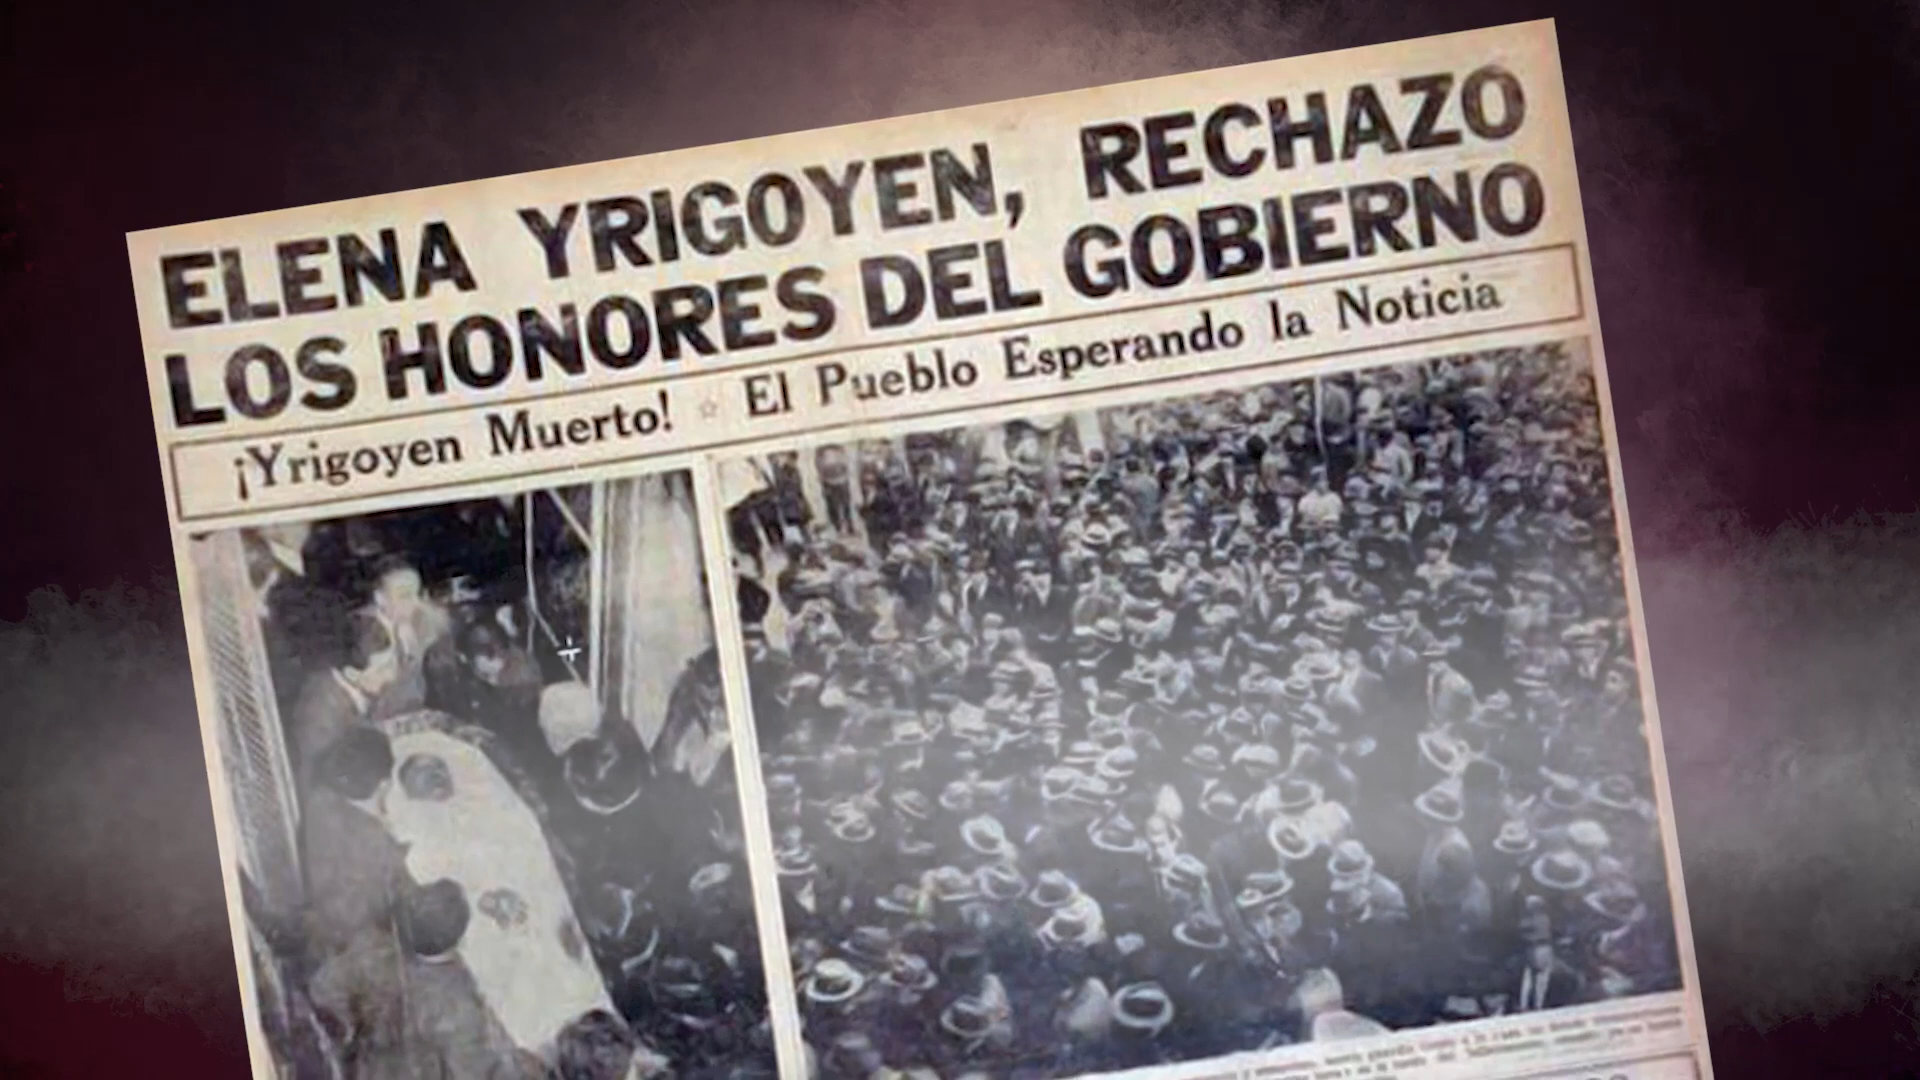 ELENA YRIGOYEN, RECHAZO
LOS HONORES DEL GOBIERNO
¡Yrigoyen Muerto! ☆ El Pueblo Esperando la Noticia